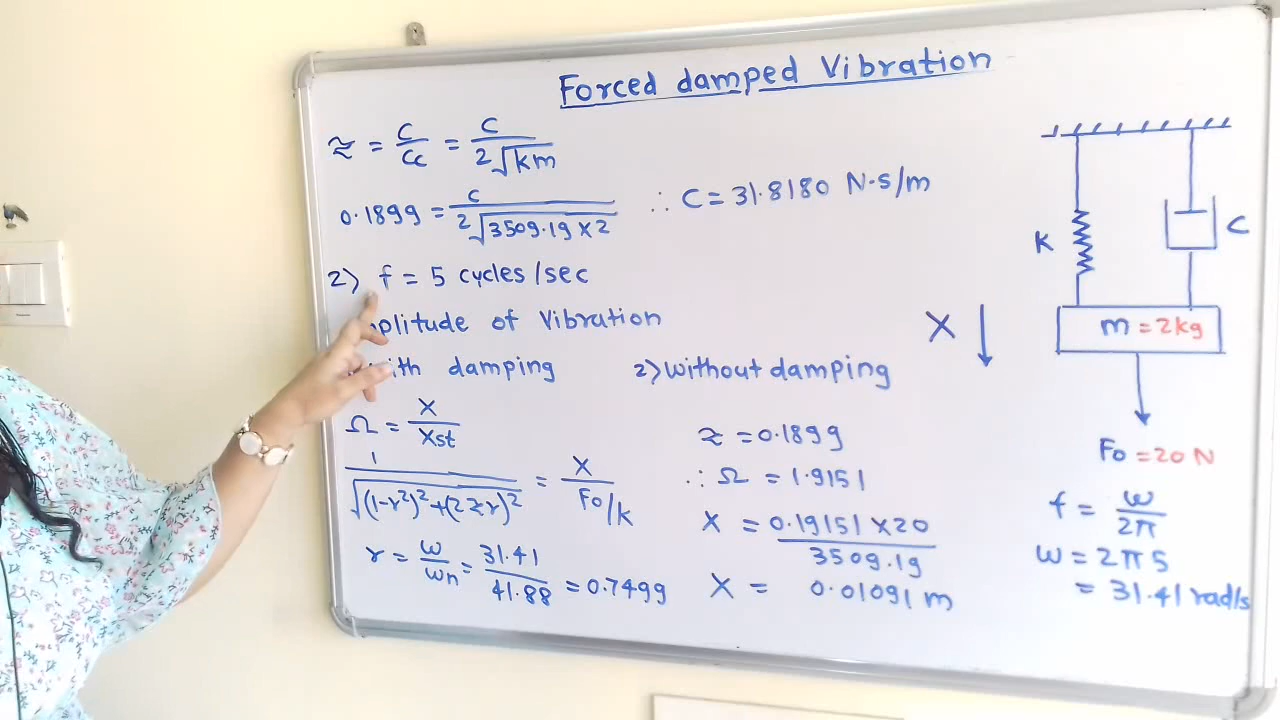 Forced damped Vibration
z = C/Cc = C/2√km
0.1899 = C/2√3509.19×2 ∴ C = 31.8180 N·s/m
2) f = 5 cycles/sec
plitude of Vibration
ith damping 2) without damping
Ω = X/Xst
1/√(1-r²)²+(2zr)² = X/Fo/k
r = ω/ωn = 31.41/41.88 = 0.7499
z = 0.1899
∴ Ω = 1.9151
X = 0.19151 ×20/3509.19
X = 0.01091 m
K
C
m = 2kg
X ↓
Fo = 20 N
f = ω/2π
ω = 2π5
= 31.41 rad/s